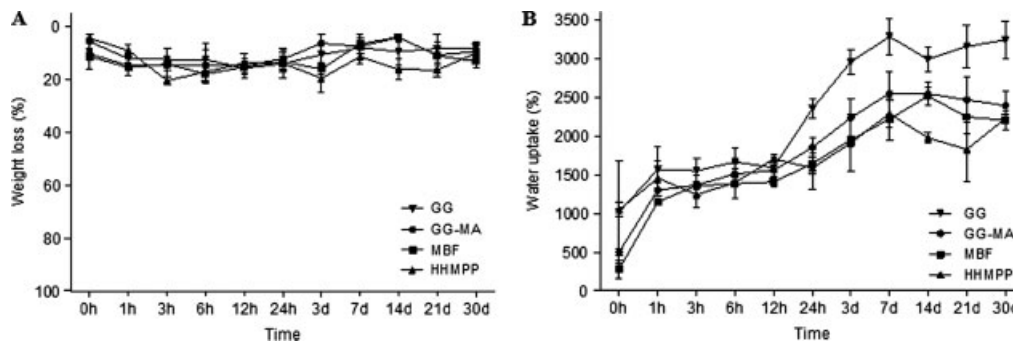 A
Weight loss (%)
0
20
40
60
80
100
GG
GG-MA
MBF
HHMPP
0h 1h 3h 6h 12h 24h 3d 7d 14d 21d 30d
Time
B
Water uptake (%)
3500
3000
2500
2000
1500
1000
500
0
GG
GG-MA
MBF
HHMPP
0h 1h 3h 6h 12h 24h 3d 7d 14d 21d 30d
Time